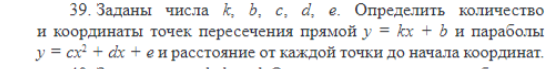 39. Заданы числа k, b, c, d, e. Определить количество
и координаты точек пересечения прямой y = kx + b и параболы
y = cx² + dx + e и расстояние от каждой точки до начала координат.